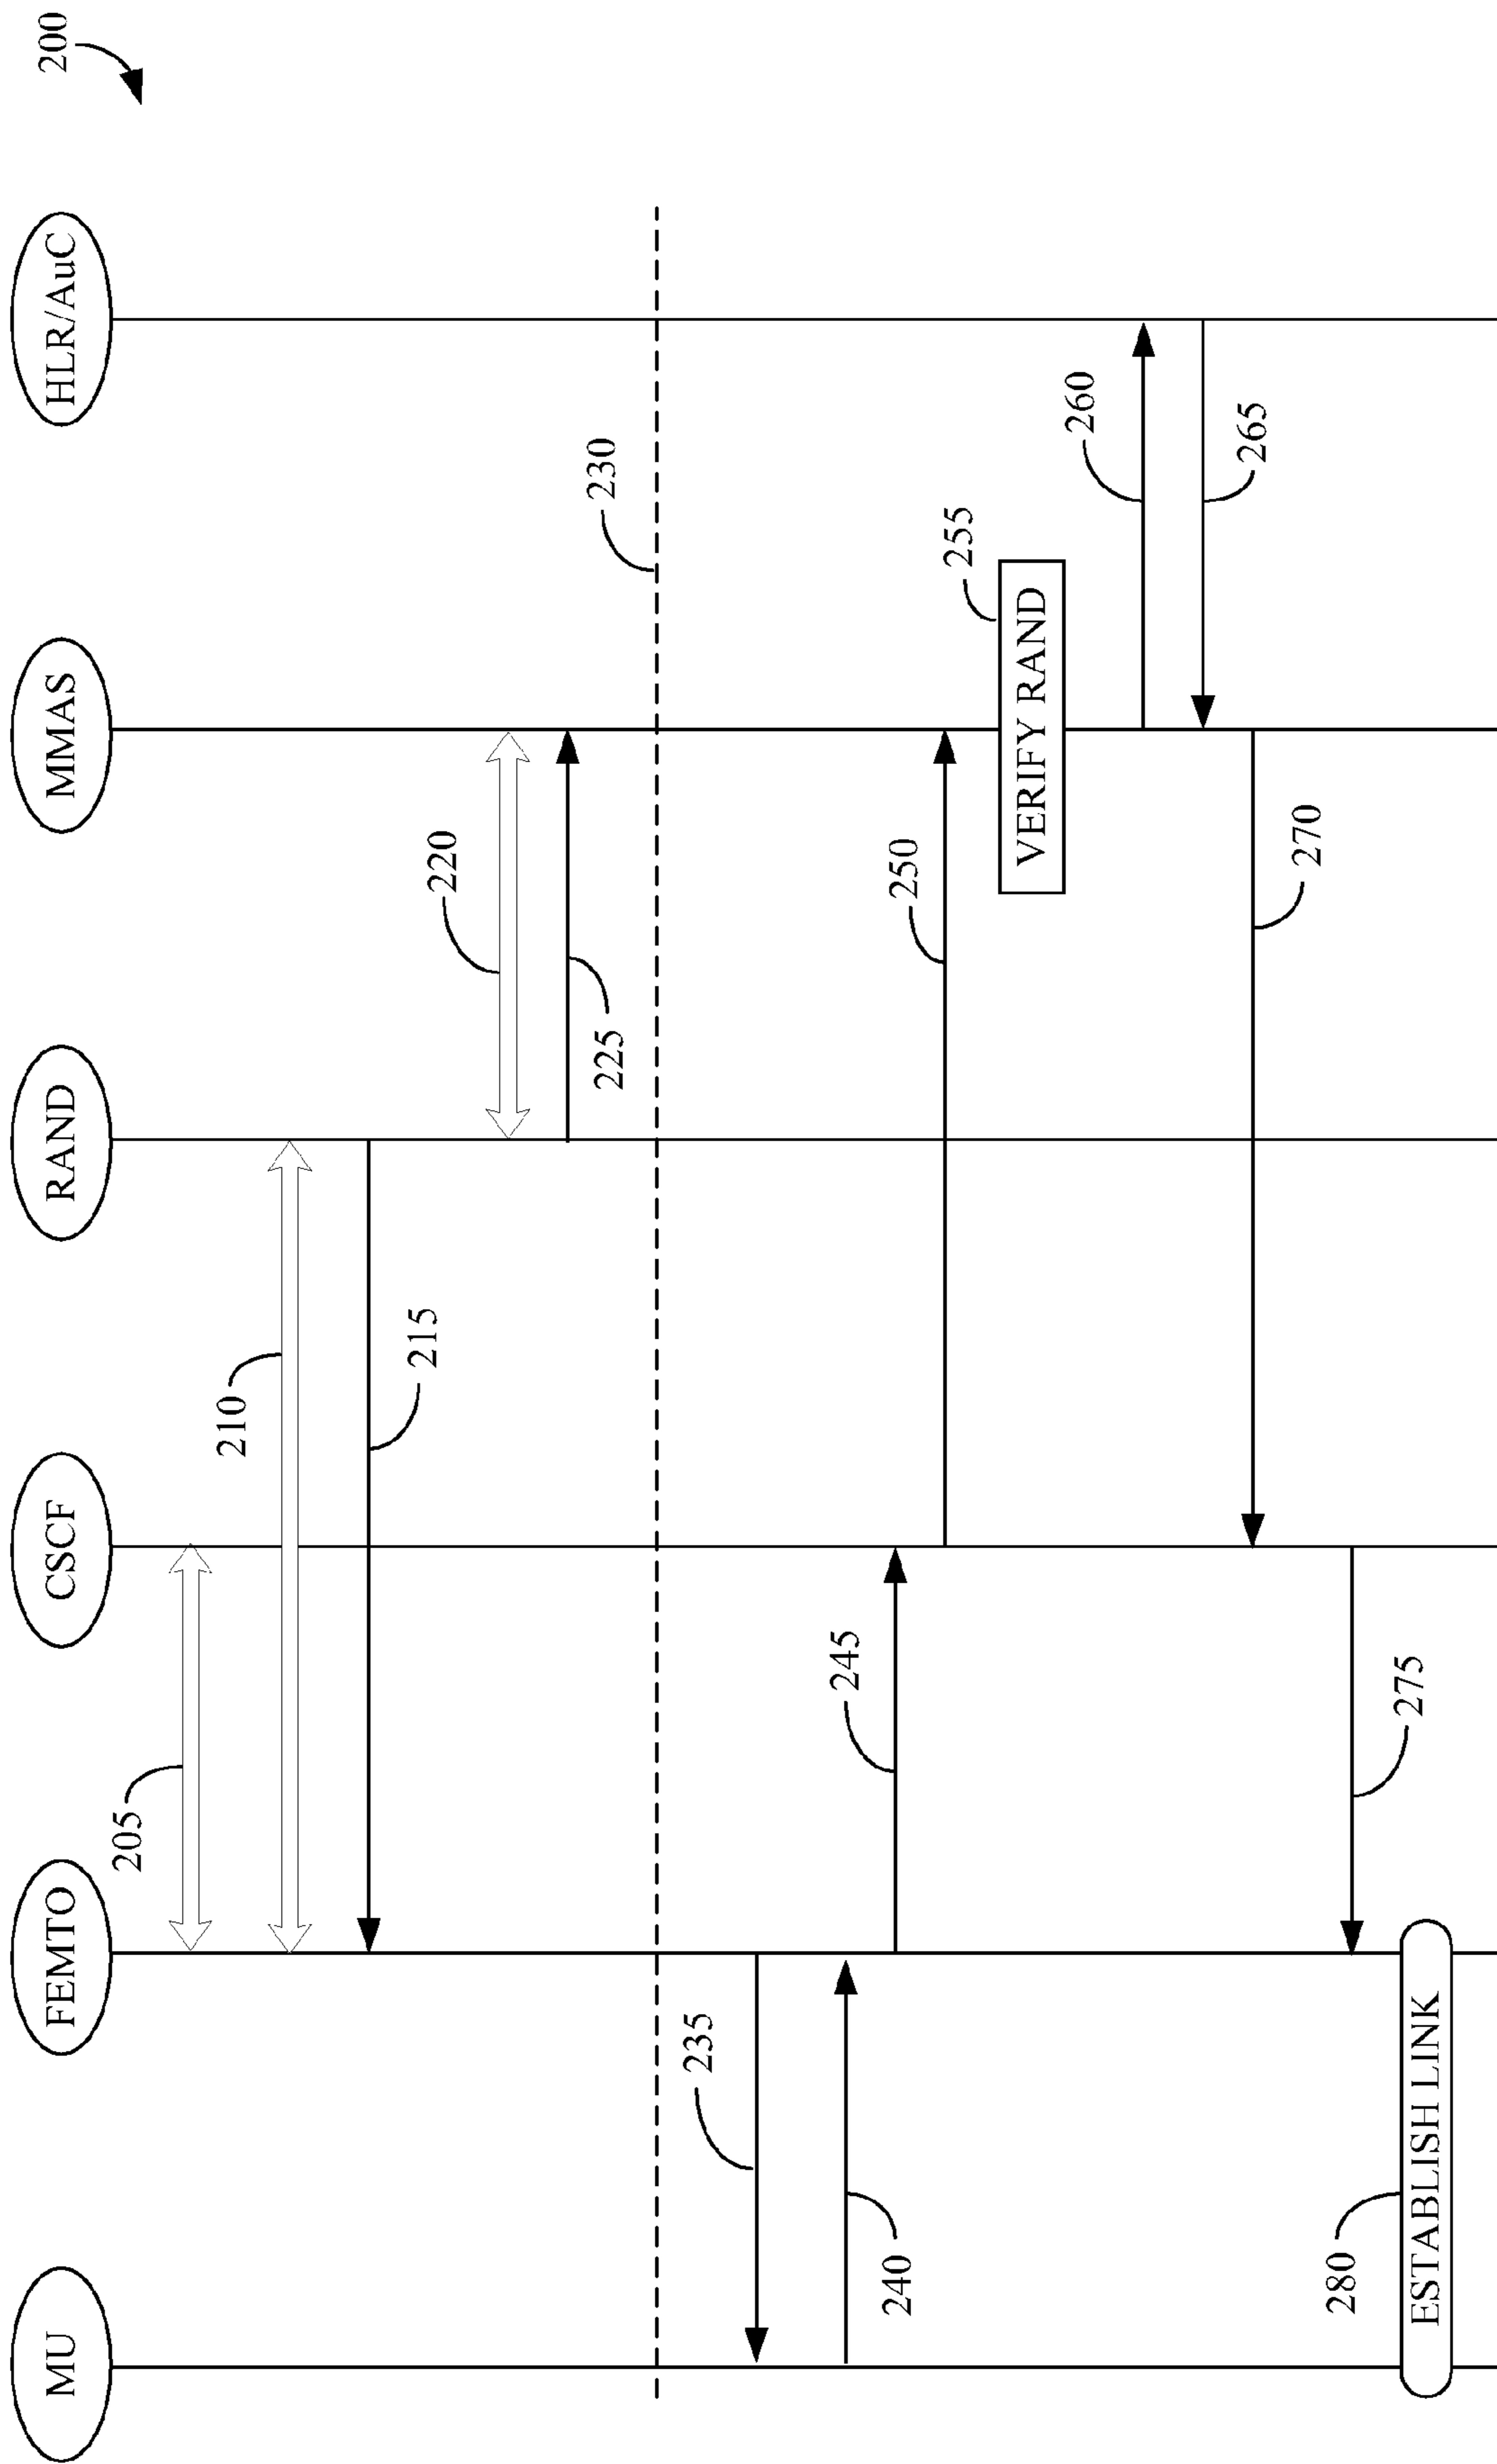 200
MU
FEMTO
CSCF
RAND
MMAS
HLR/AuC
205
210
215
220
225
230
235
240
245
250
255
VERIFY RAND
260
265
270
275
280
ESTABLISH LINK